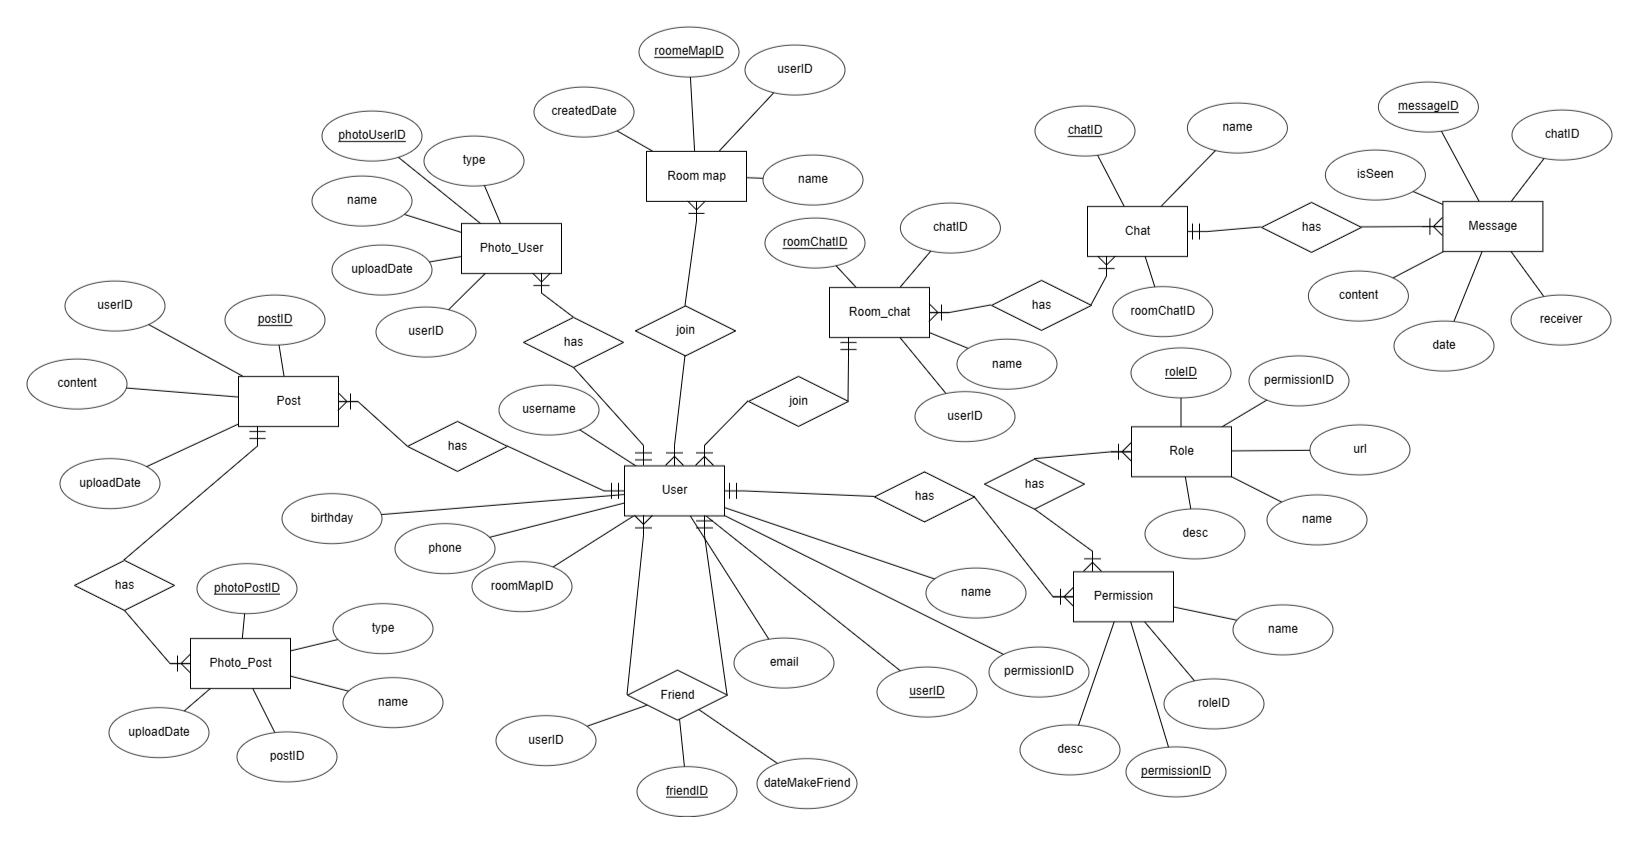 roomeMapID
userID
createdDate
Room map
name
photoUserID
type
name
Photo_User
uploadDate
userID
chatID
name
messageID
chatID
isSeen
Chat
has
Message
content
roomChatID
receiver
date
roomChatID
chatID
Room_chat
has
name
userID
join
has
join
userID
postID
content
Post
has
uploadDate
username
User
birthday
phone
roomMapID
has
has
roleID
permissionID
Role
url
name
desc
Permission
name
roleID
desc
permissionID
name
permissionID
userID
email
Friend
userID
friendID
dateMakeFriend
has
photoPostID
type
Photo_Post
name
uploadDate
postID